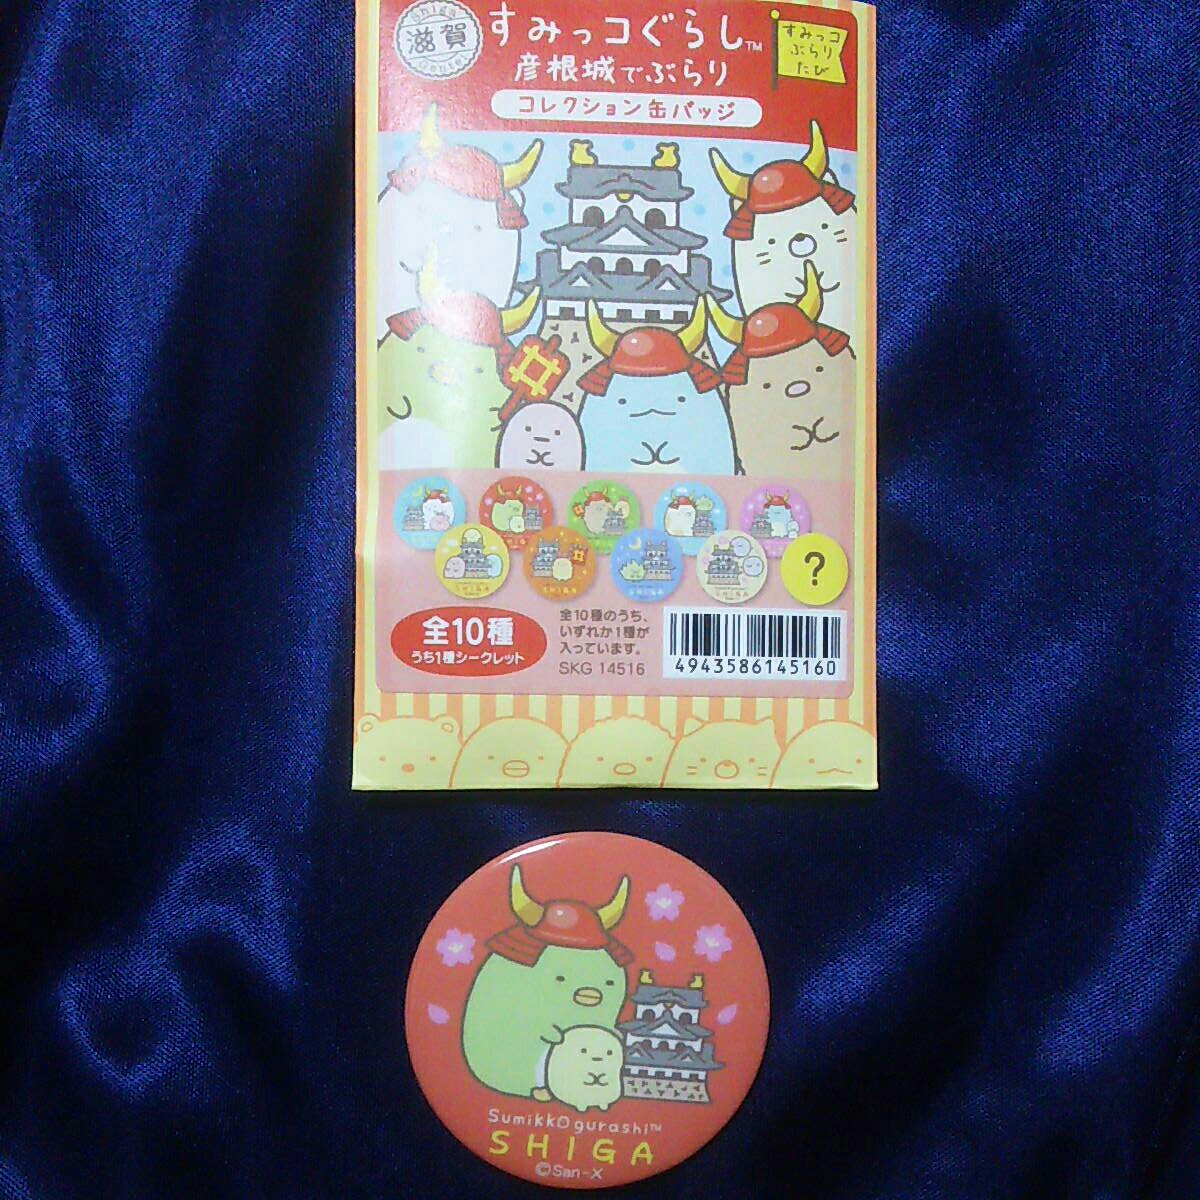 滋賀
すみっコぐらし™
彦根城でぶらり
コレクション缶バッジ
すみっコ
ぶらり
たび
?
全10種
うち1種シークレット
全10種のうち、
いずれか1種が
入っています。
SKG 14516
4943586145160
Sumikkogurashi™
SHIGA
©San-X